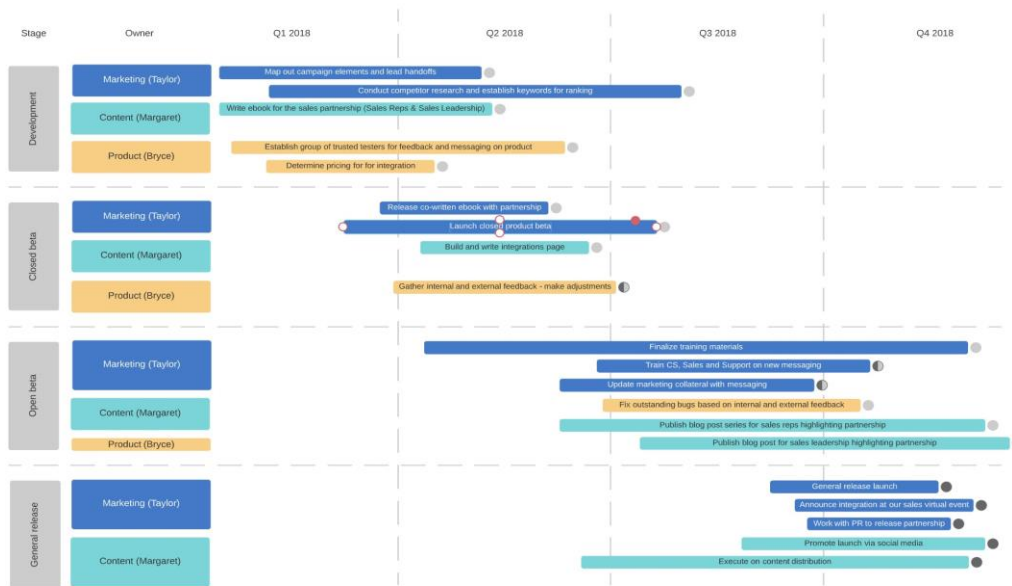 Stage Owner Q1 2018 Q2 2018 Q3 2018 Q4 2018
Development
Marketing (Taylor)
Map out campaign elements and lead handoffs
Conduct competitor research and establish keywords for ranking
Content (Margaret)
Write ebook for the sales partnership (Sales Reps & Sales Leadership)
Product (Bryce)
Establish group of trusted testers for feedback and messaging on product
Determine pricing for for integration
Closed beta
Marketing (Taylor)
Release co-written ebook with partnership
Launch closed product beta
Content (Margaret)
Build and write integrations page
Product (Bryce)
Gather internal and external feedback - make adjustments
Open beta
Marketing (Taylor)
Finalize training materials
Train CS, Sales and Support on new messaging
Update marketing collateral with messaging
Content (Margaret)
Fix outstanding bugs based on internal and external feedback
Publish blog post series for sales reps highlighting partnership
Product (Bryce)
Publish blog post for sales leadership highlighting partnership
General release
Marketing (Taylor)
General release launch
Announce integration at our sales virtual event
Work with PR to release partnership
Content (Margaret)
Promote launch via social media
Execute on content distribution